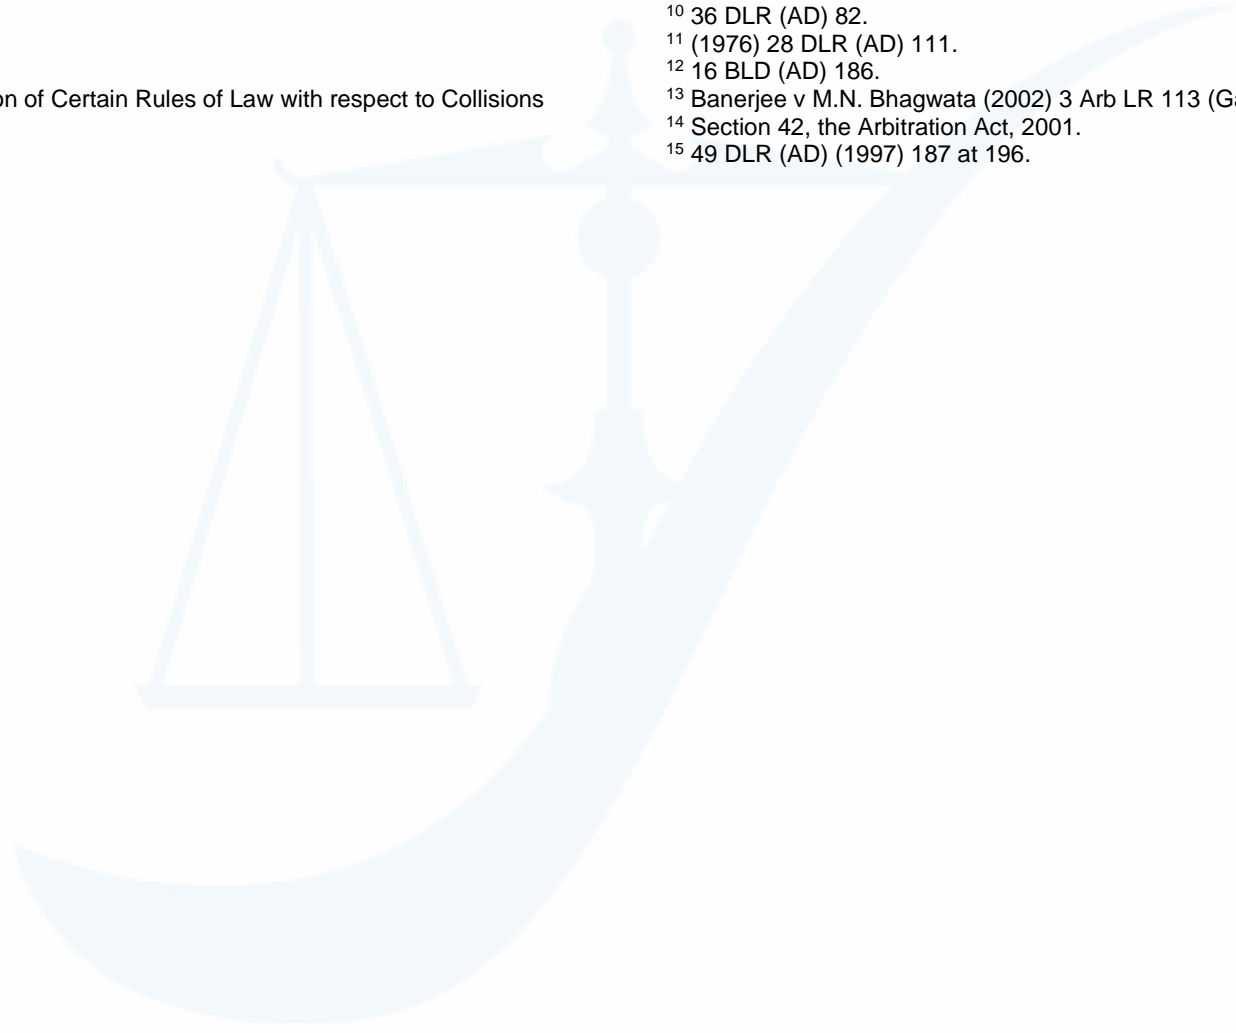 on of Certain Rules of Law with respect to Collisions
¹⁰ 36 DLR (AD) 82.
¹¹ (1976) 28 DLR (AD) 111.
¹² 16 BLD (AD) 186.
¹³ Banerjee v M.N. Bhagwata (2002) 3 Arb LR 113 (Ga
¹⁴ Section 42, the Arbitration Act, 2001.
¹⁵ 49 DLR (AD) (1997) 187 at 196.